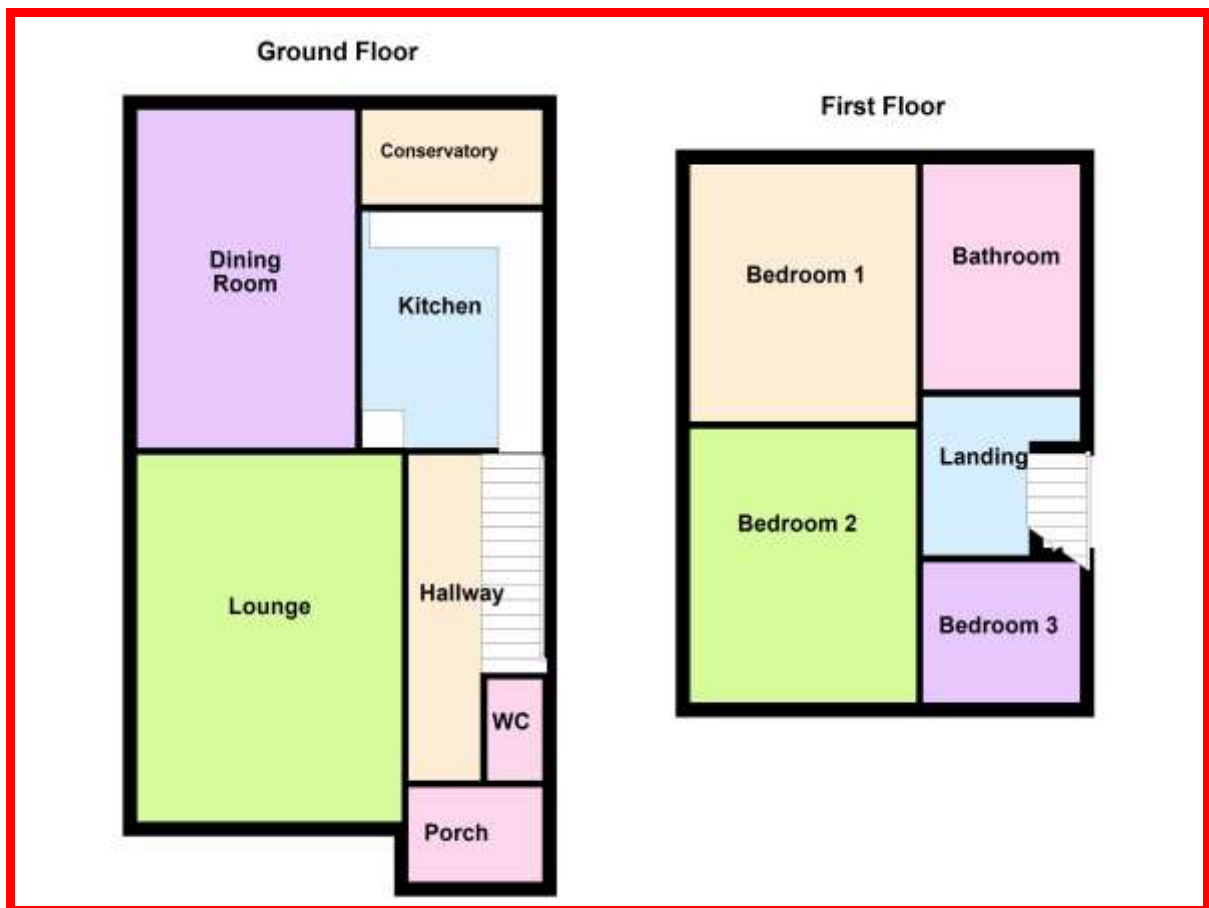 Ground Floor
Conservatory
Dining
Room
Kitchen
Lounge
Hallway
WC
Porch
First Floor
Bedroom 1
Bathroom
Landing
Bedroom 2
Bedroom 3